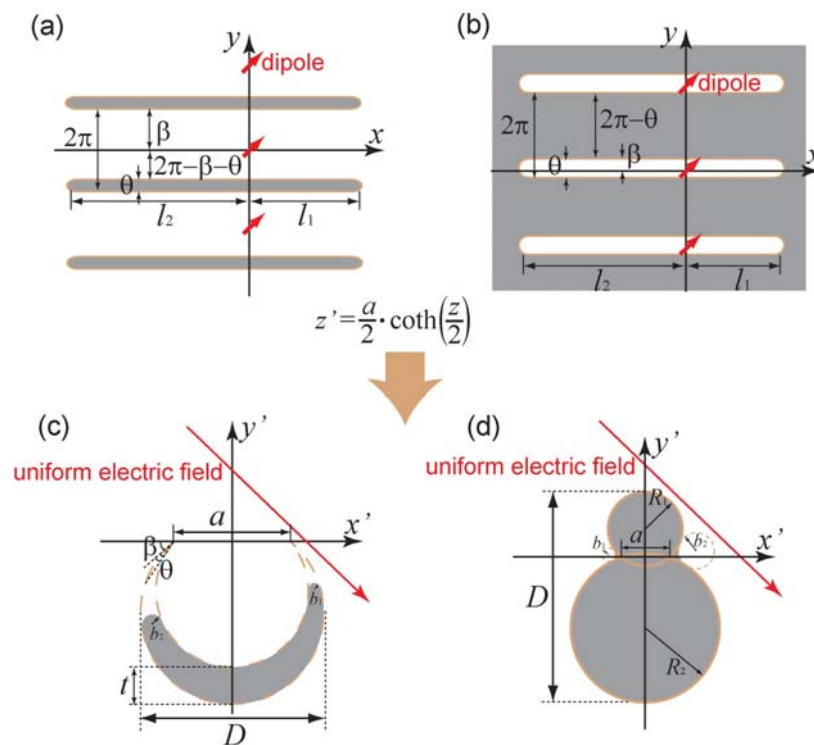 (a)
y
dipole
2π
β
x
2π−β−θ
θ
l₂
l₁
(b)
y
dipole
2π
2π−θ
β
x
θ
l₂
l₁
z'=a/2·coth(z/2)
(c)
y'
uniform electric field
a
x'
β
θ
b₁
b₂
t
D
(d)
y'
uniform electric field
R₁
a
b₁
b₂
x'
D
R₂